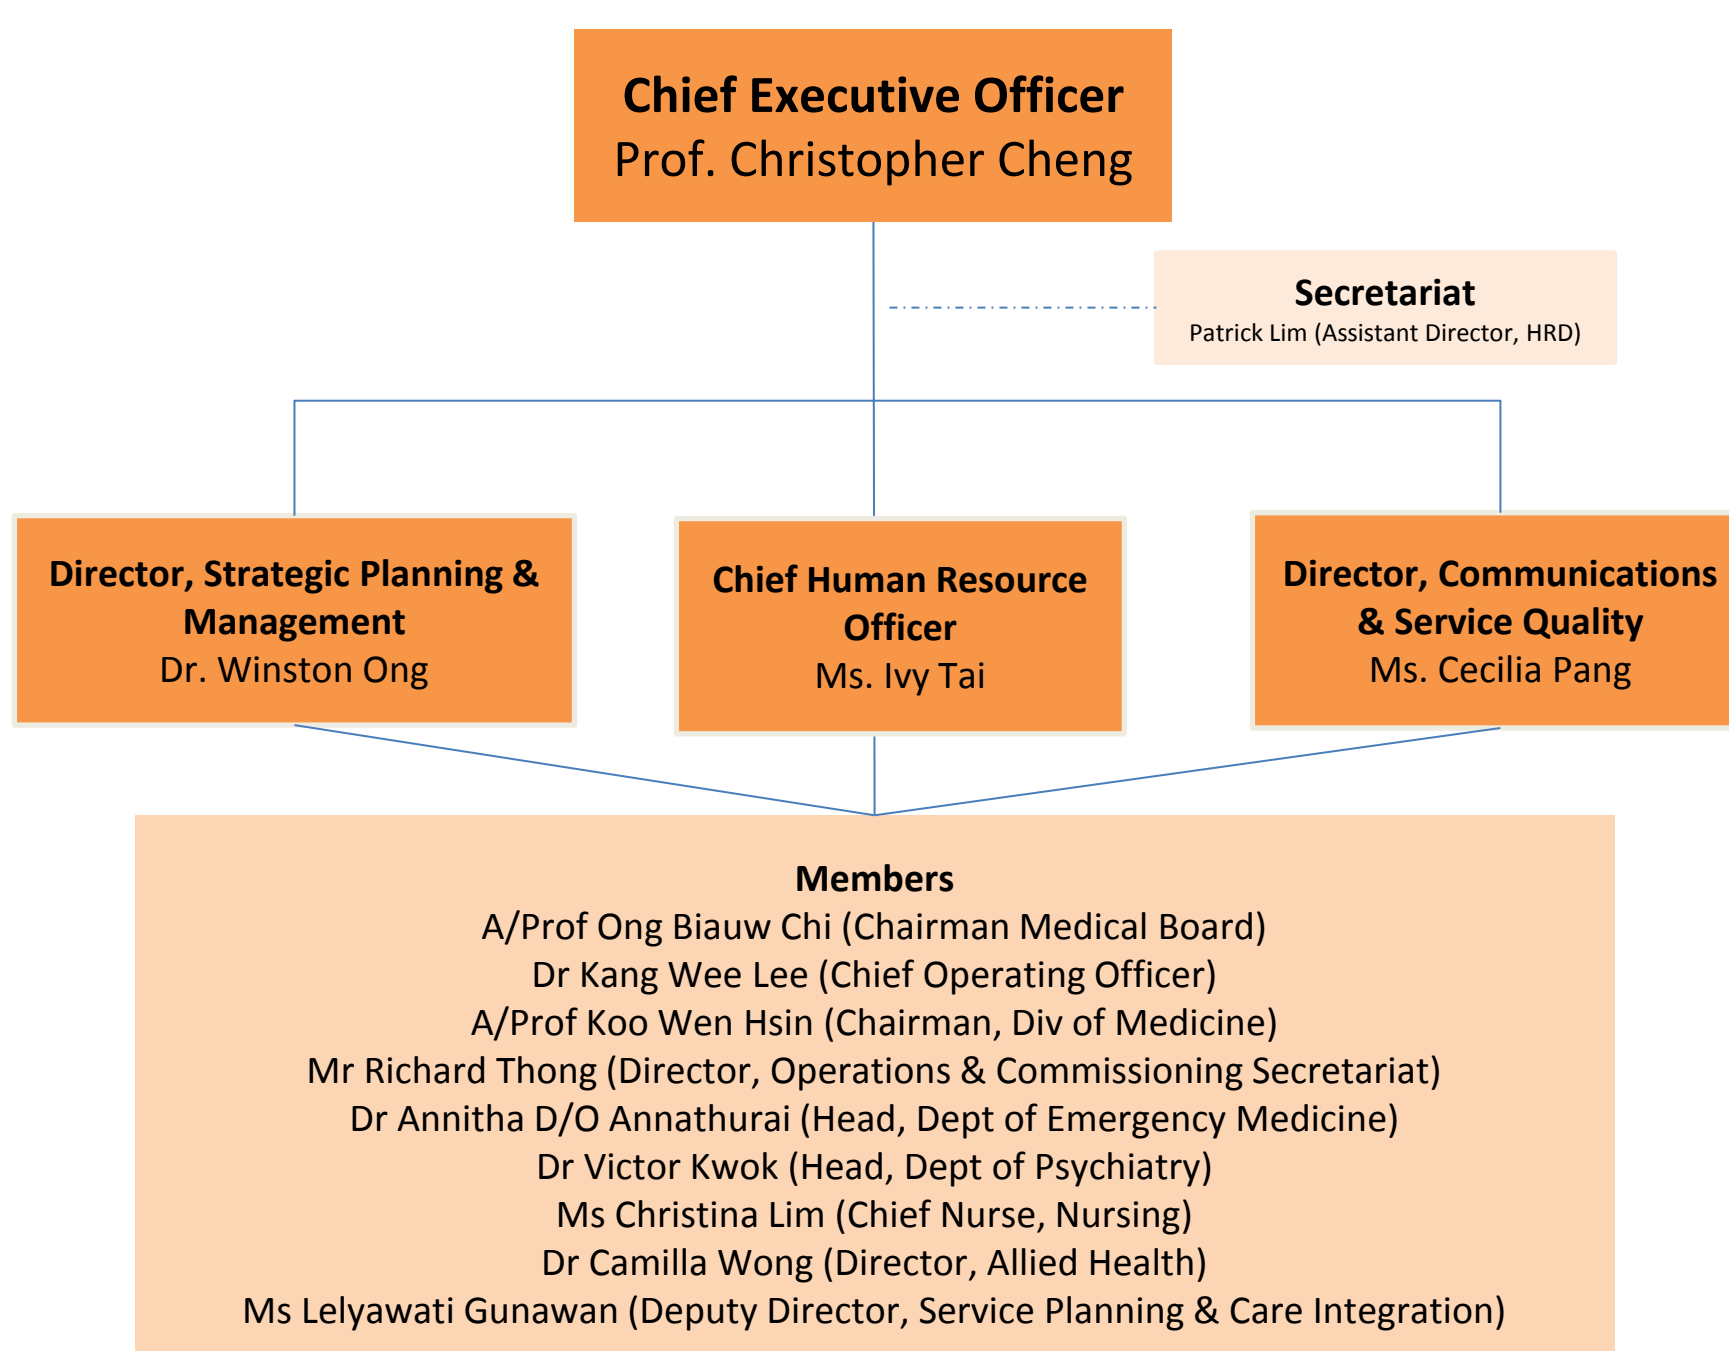 Chief Executive Officer
Prof. Christopher Cheng
Secretariat
Patrick Lim (Assistant Director, HRD)
Director, Strategic Planning &
Management
Dr. Winston Ong
Chief Human Resource
Officer
Ms. Ivy Tai
Director, Communications
& Service Quality
Ms. Cecilia Pang
Members
A/Prof Ong Biauw Chi (Chairman Medical Board)
Dr Kang Wee Lee (Chief Operating Officer)
A/Prof Koo Wen Hsin (Chairman, Div of Medicine)
Mr Richard Thong (Director, Operations & Commissioning Secretariat)
Dr Annitha D/O Annathurai (Head, Dept of Emergency Medicine)
Dr Victor Kwok (Head, Dept of Psychiatry)
Ms Christina Lim (Chief Nurse, Nursing)
Dr Camilla Wong (Director, Allied Health)
Ms Lelyawati Gunawan (Deputy Director, Service Planning & Care Integration)